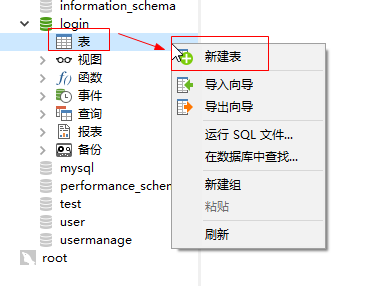 information_schema
login
表
视图
函数
事件
查询
报表
备份
mysql
performance_schem
test
user
usermanage
root
新建表
导入向导
导出向导
运行 SQL 文件...
在数据库中查找...
新建组
粘贴
刷新